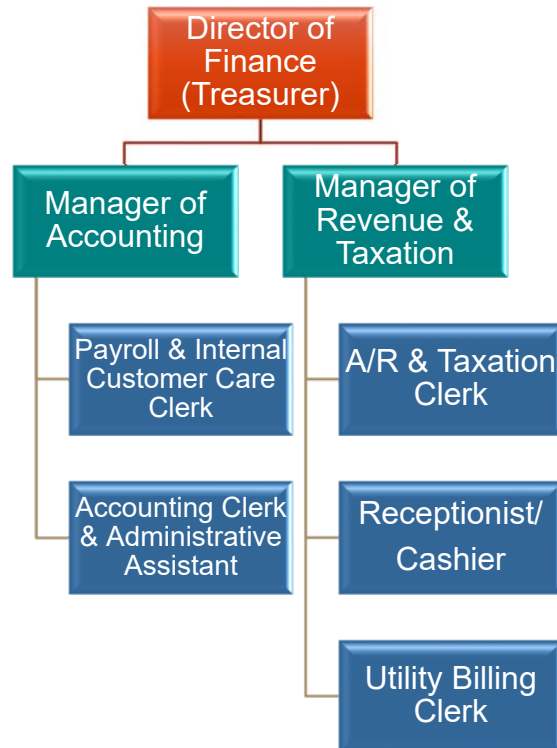 Director of
Finance
(Treasurer)
Manager of
Accounting
Manager of
Revenue &
Taxation
Payroll & Internal
Customer Care
Clerk
Accounting Clerk
& Administrative
Assistant
A/R & Taxation
Clerk
Receptionist/
Cashier
Utility Billing
Clerk